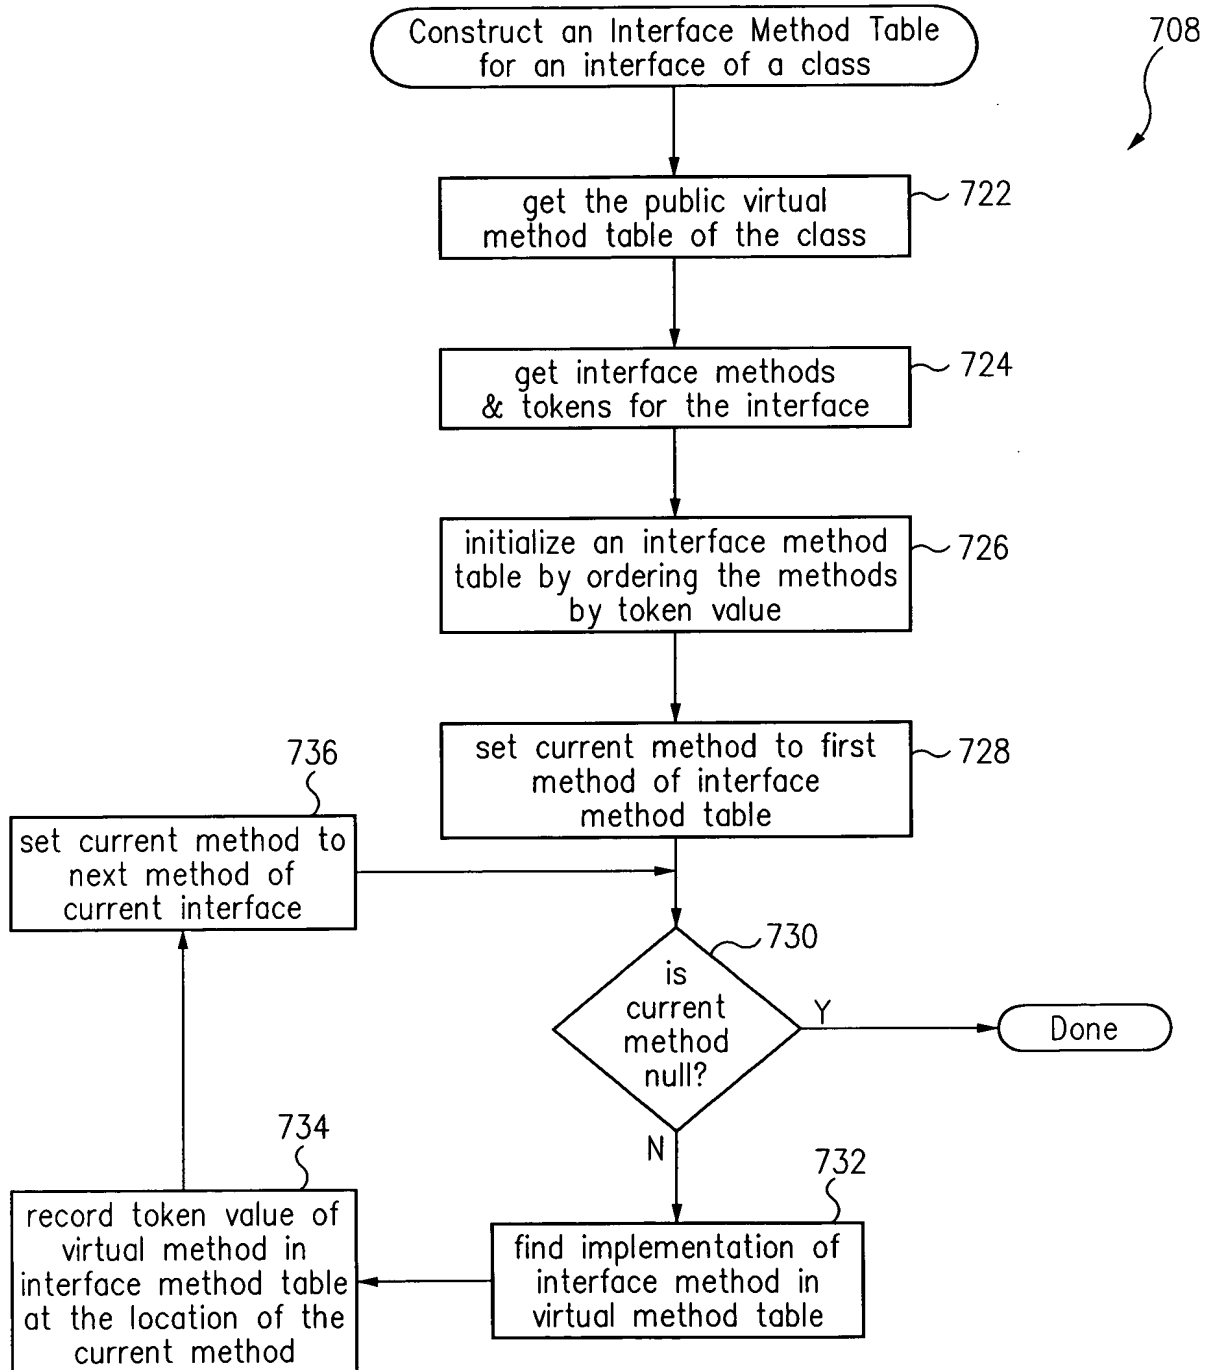 Construct an Interface Method Table
for an interface of a class
708
get the public virtual
method table of the class
722
get interface methods
& tokens for the interface
724
initialize an interface method
table by ordering the methods
by token value
726
set current method to first
method of interface
method table
728
736
set current method to
next method of
current interface
730
is
current
method
null?
Y
Done
N
732
find implementation of
interface method in
virtual method table
734
record token value of
virtual method in
interface method table
at the location of the
current method